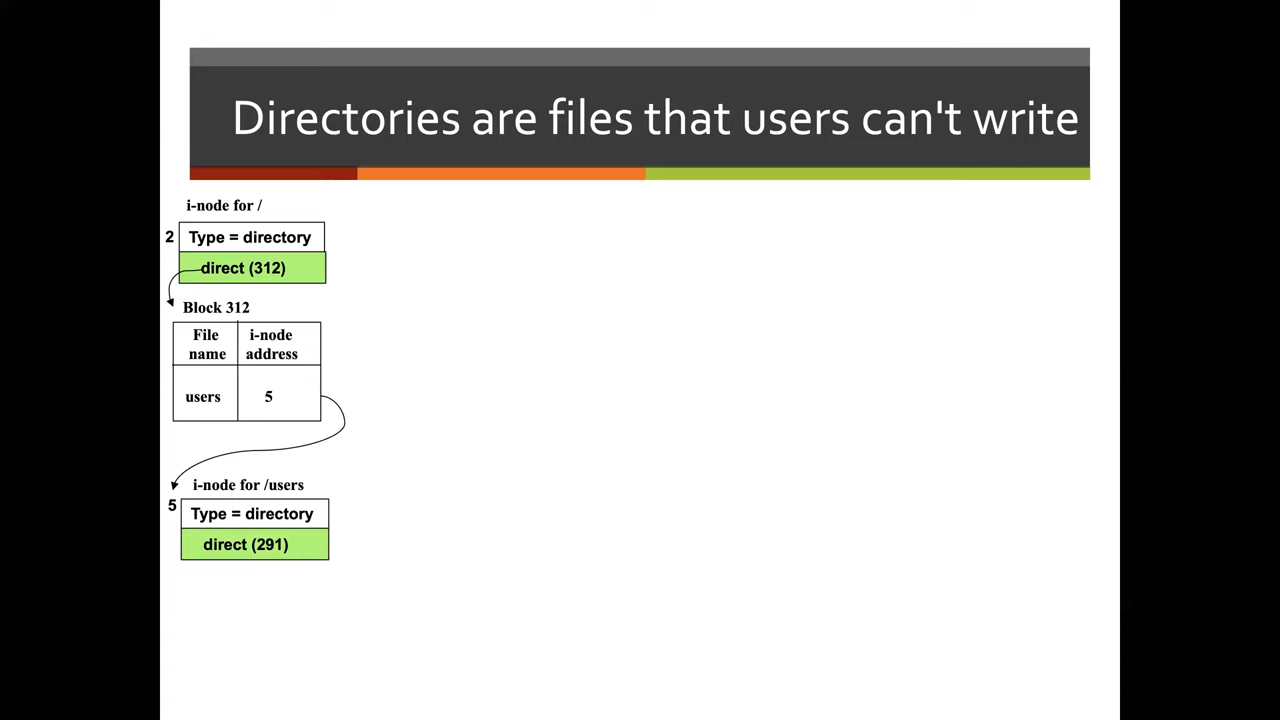 Directories are files that users can't write
i-node for /
2 Type = directory
direct (312)
Block 312
File i-node
name address
users 5
i-node for /users
5 Type = directory
direct (291)